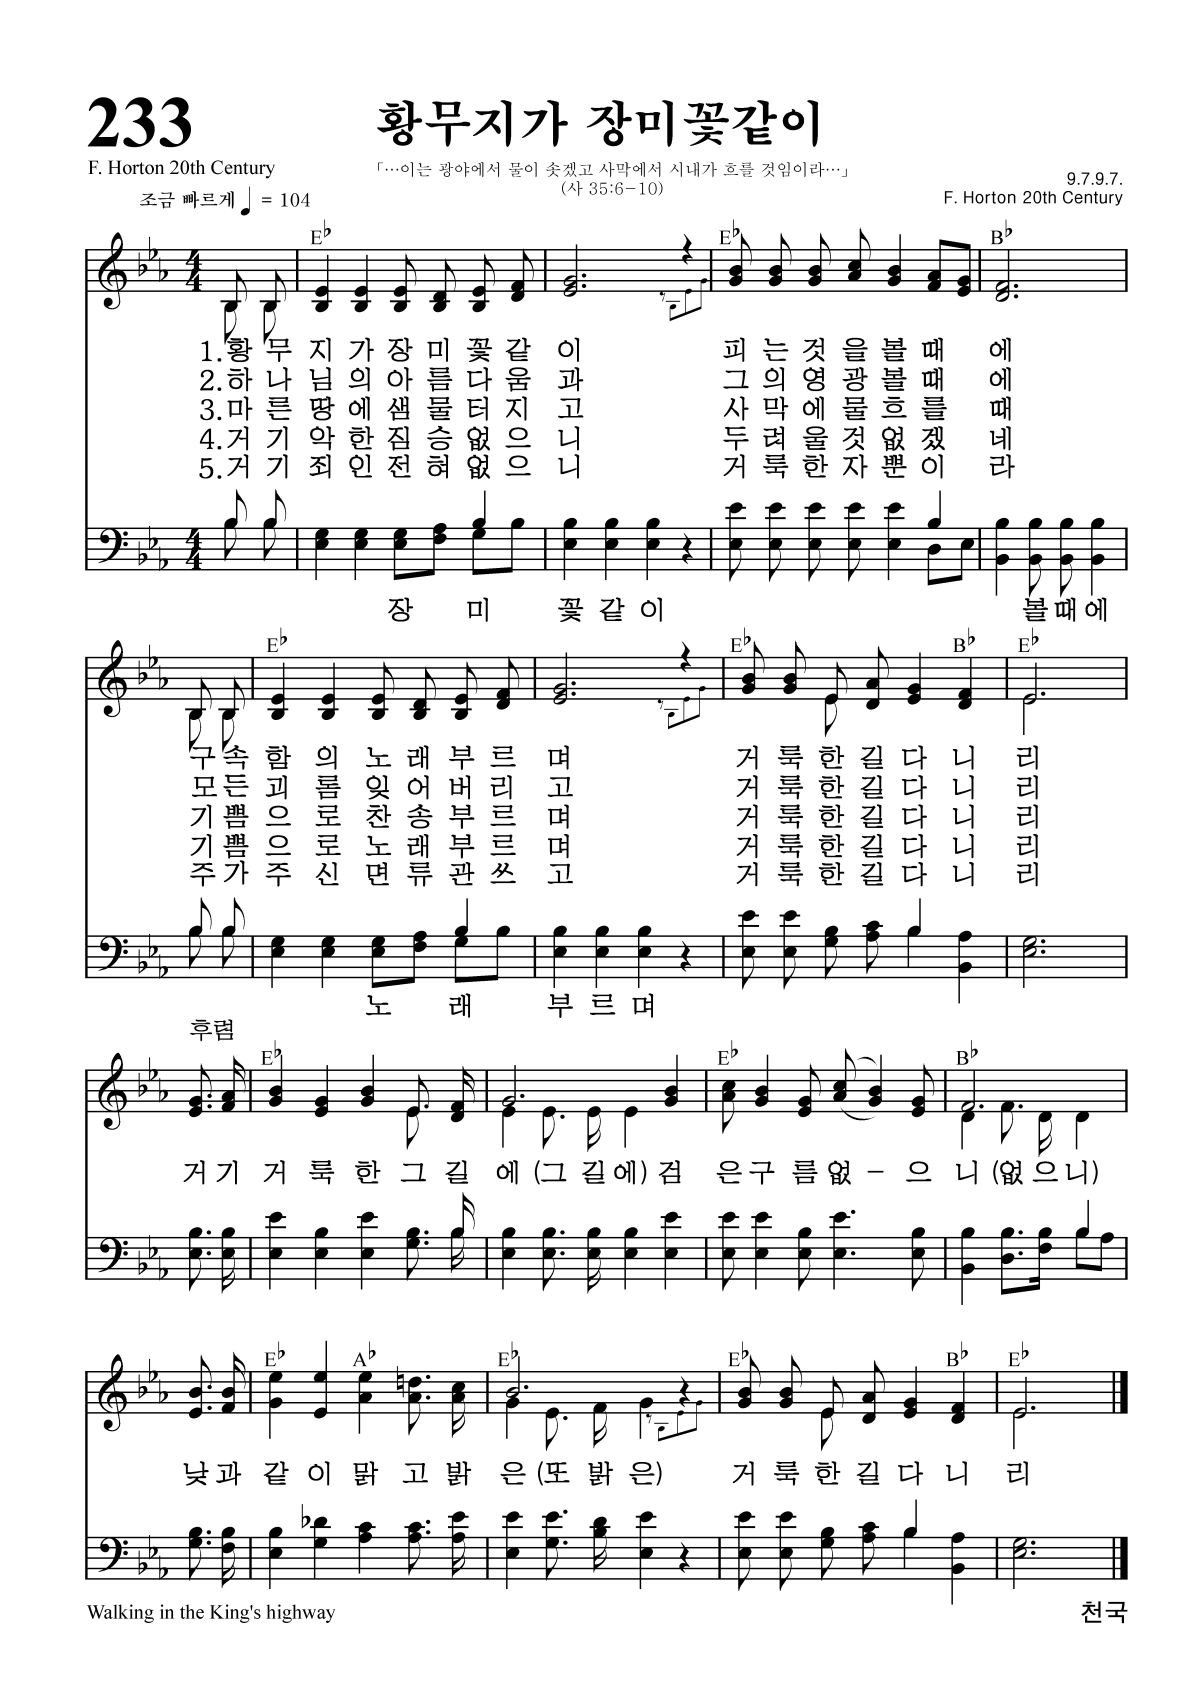 233
황무지가 장미꽃같이
F. Horton 20th Century
「…이는 광야에서 물이 솟겠고 사막에서 시내가 흐를 것임이라…」
(사 35:6-10)
9.7.9.7.
F. Horton 20th Century
조금 빠르게 ♩ = 104
E♭ E♭ B♭
1.황 무 지 가 장 미 꽃 같 이 피 는 것 을 볼 때 에
2.하 나 님 의 아 름 다 움 과 그 의 영 광 볼 때 에
3.마 른 땅 에 샘 물 터 지 고 사 막 에 물 흐 를 때
4.거 기 악 한 짐 승 없 으 니 두 려 울 것 없 겠 네
5.거 기 죄 인 전 혀 없 으 니 거 룩 한 자 뿐 이 라
장 미 꽃 같 이 볼 때 에
E♭ E♭ B♭ E♭
구 속 함 의 노 래 부 르 며 거 룩 한 길 다 니 리
모 든 괴 롬 잊 어 버 리 고 거 룩 한 길 다 니 리
기 쁨 으 로 찬 송 부 르 며 거 룩 한 길 다 니 리
기 쁨 으 로 노 래 부 르 며 거 룩 한 길 다 니 리
주 가 주 신 면 류 관 쓰 고 거 룩 한 길 다 니 리
노 래 부 르 며
후렴
E♭ E♭ B♭
거 기 거 룩 한 그 길 에 (그 길 에) 검 은 구 름 없 - 으 니 (없 으 니)
E♭ A♭ E♭ E♭ B♭ E♭
낮 과 같 이 맑 고 밝 은 (또 밝 은) 거 룩 한 길 다 니 리
Walking in the King's highway
천국